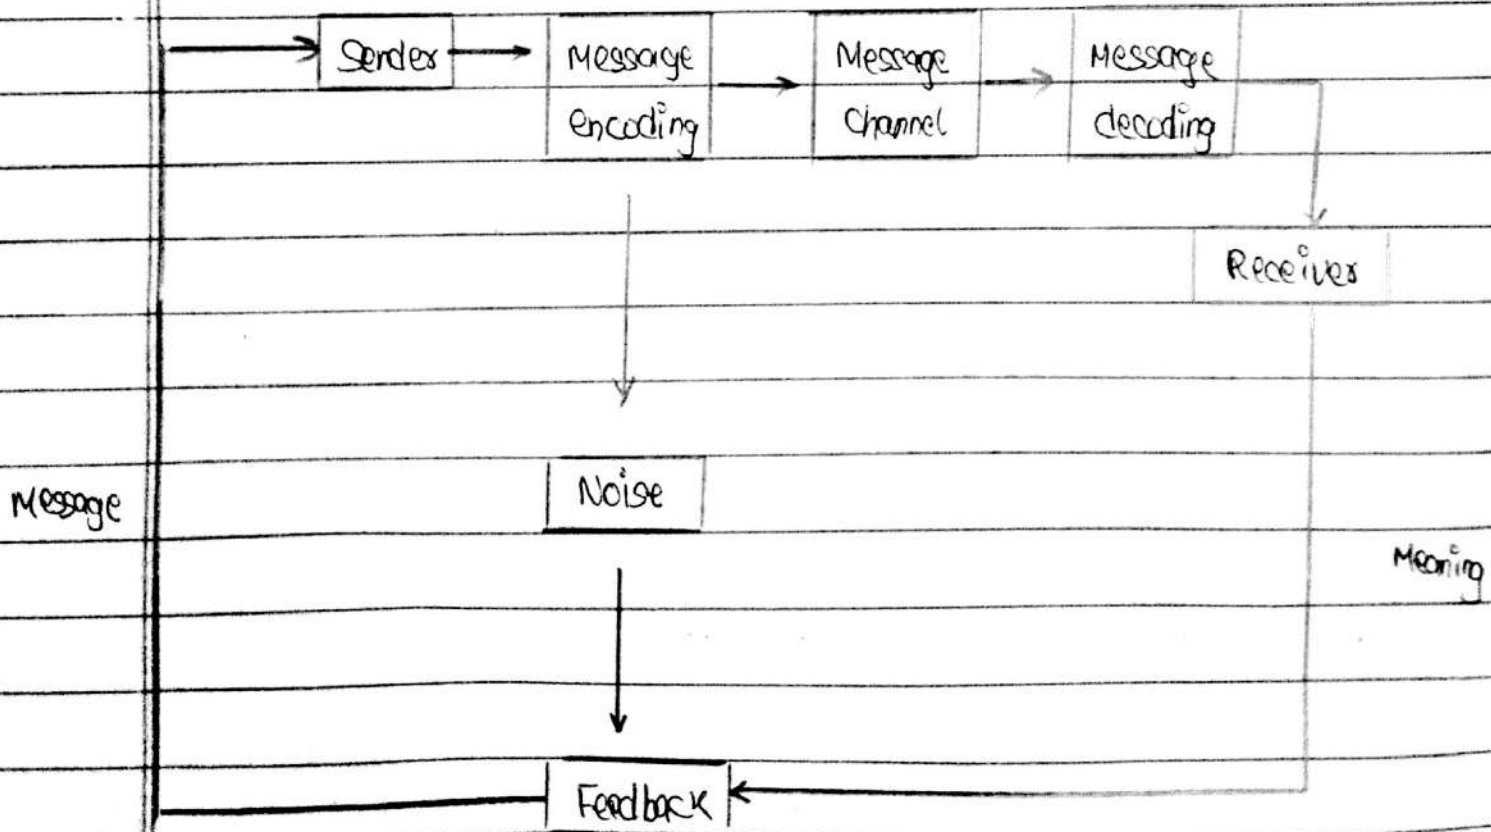 Sender
Message
encoding
Message
Channel
Message
decoding
Receiver
Noise
Message
Meaning
Feedback